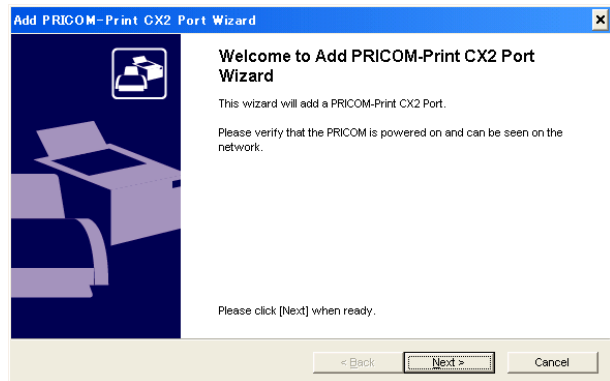 Add PRICOM-Print CX2 Port Wizard
Welcome to Add PRICOM-Print CX2 Port
Wizard
This wizard will add a PRICOM-Print CX2 Port.
Please verify that the PRICOM is powered on and can be seen on the
network.
Please click [Next] when ready.
< Back
Next >
Cancel